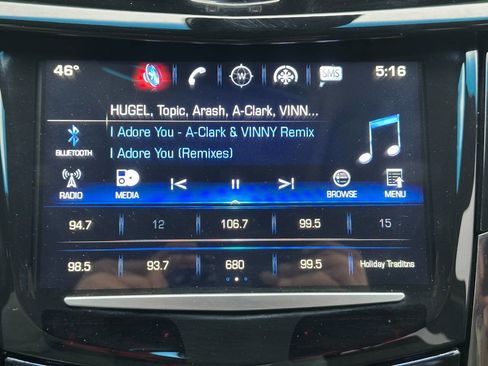 46° SMS 5:16
HUGEL, Topic, Arash, A-Clark, VINN...
I Adore You - A-Clark & VINNY Remix
BLUETOOTH I Adore You (Remixes)
RADIO MEDIA BROWSE MENU
94.7 12 106.7 99.5 15
98.5 93.7 680 99.5 Holiday Traditns